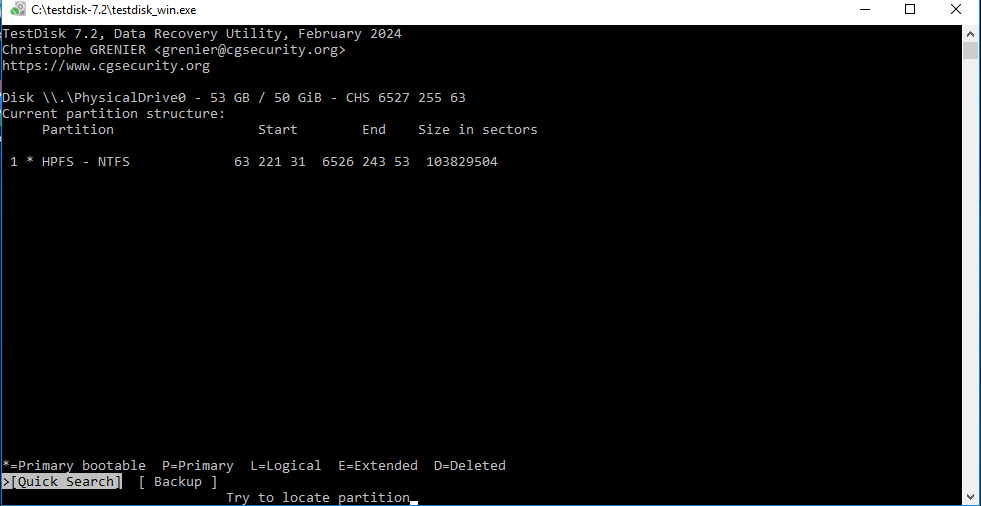 C:\testdisk-7.2\testdisk_win.exe
TestDisk 7.2, Data Recovery Utility, February 2024
Christophe GRENIER <grenier@cgsecurity.org>
https://www.cgsecurity.org
Disk \\.\PhysicalDrive0 - 53 GB / 50 GiB - CHS 6527 255 63
Current partition structure:
Partition Start End Size in sectors
1 * HPFS - NTFS 63 221 31 6526 243 53 103829504
*=Primary bootable P=Primary L=Logical E=Extended D=Deleted
>[Quick Search] [ Backup ]
Try to locate partition